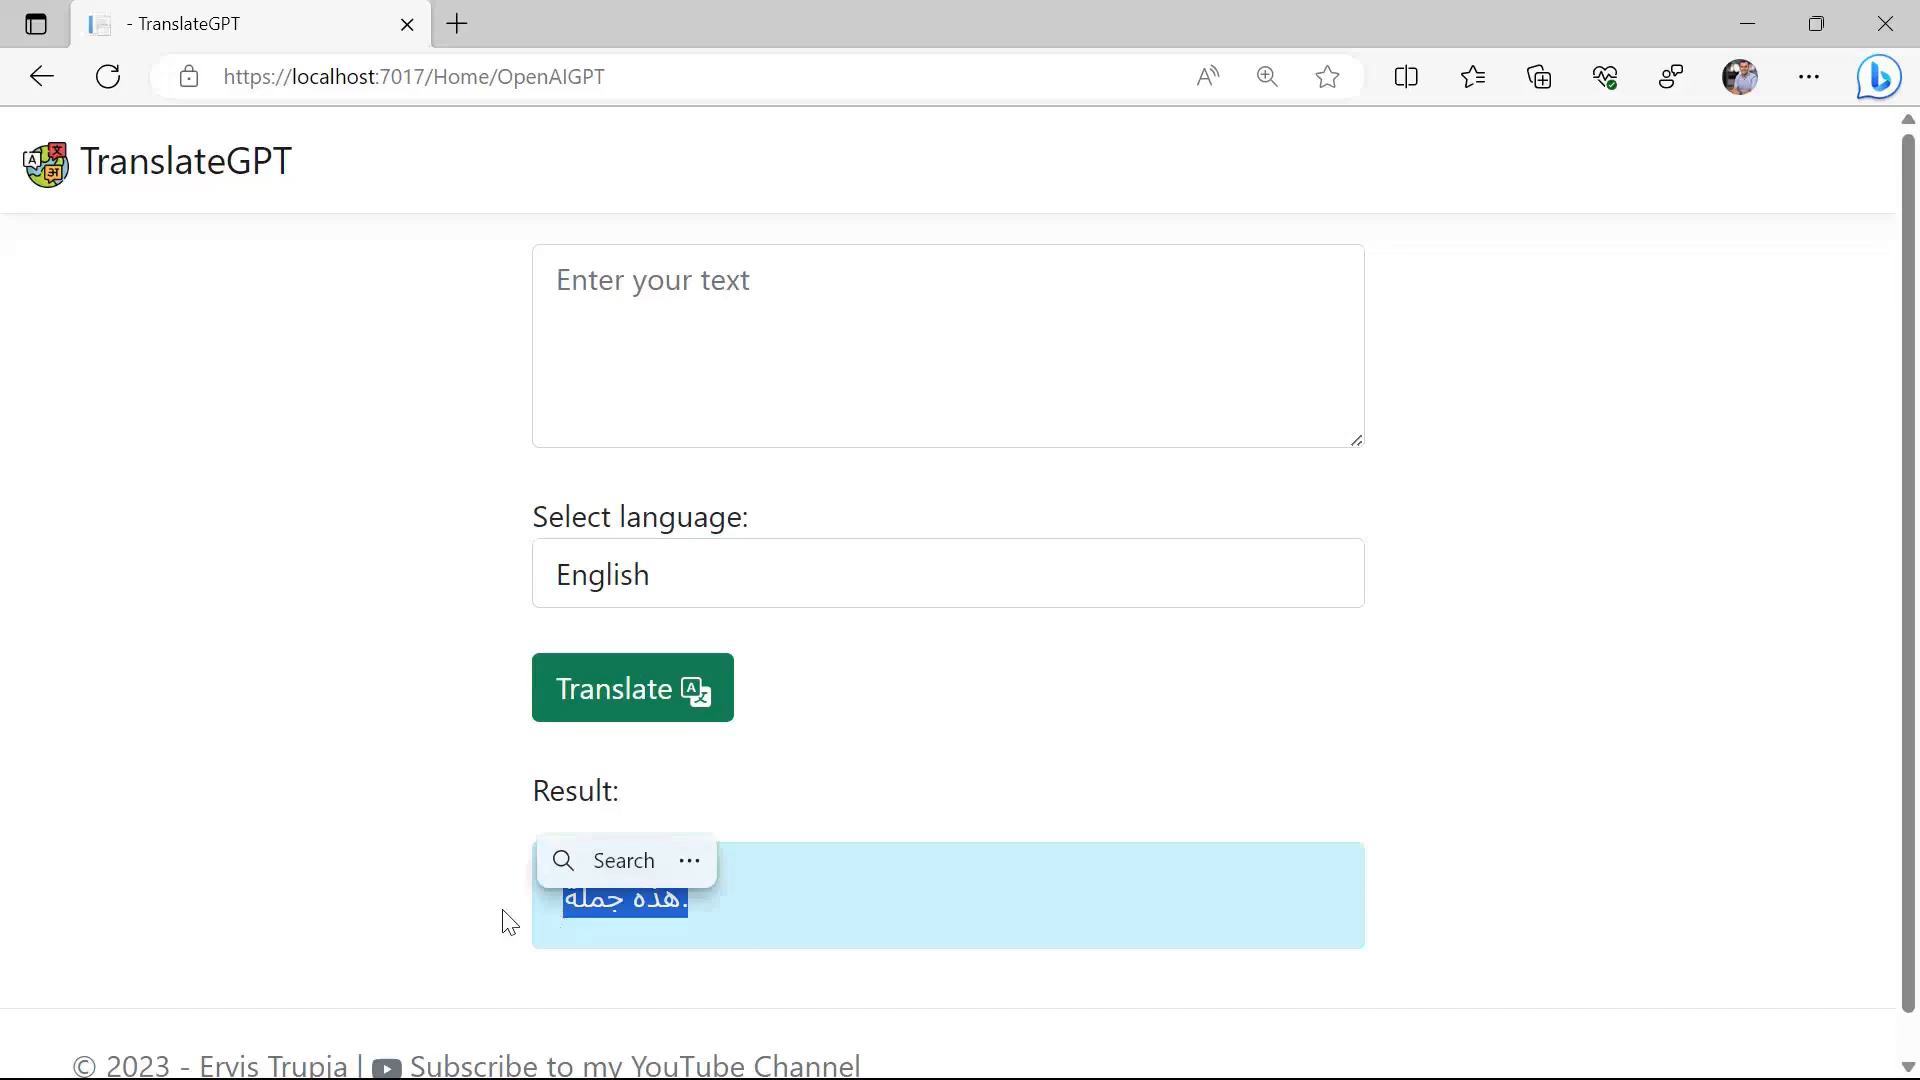 - TranslateGPT
https://localhost:7017/Home/OpenAIGPT
TranslateGPT
Enter your text
Select language:
English
Translate
Result:
Search
هذه جملة.
© 2023 - Ervis Trupja | Subscribe to my YouTube Channel